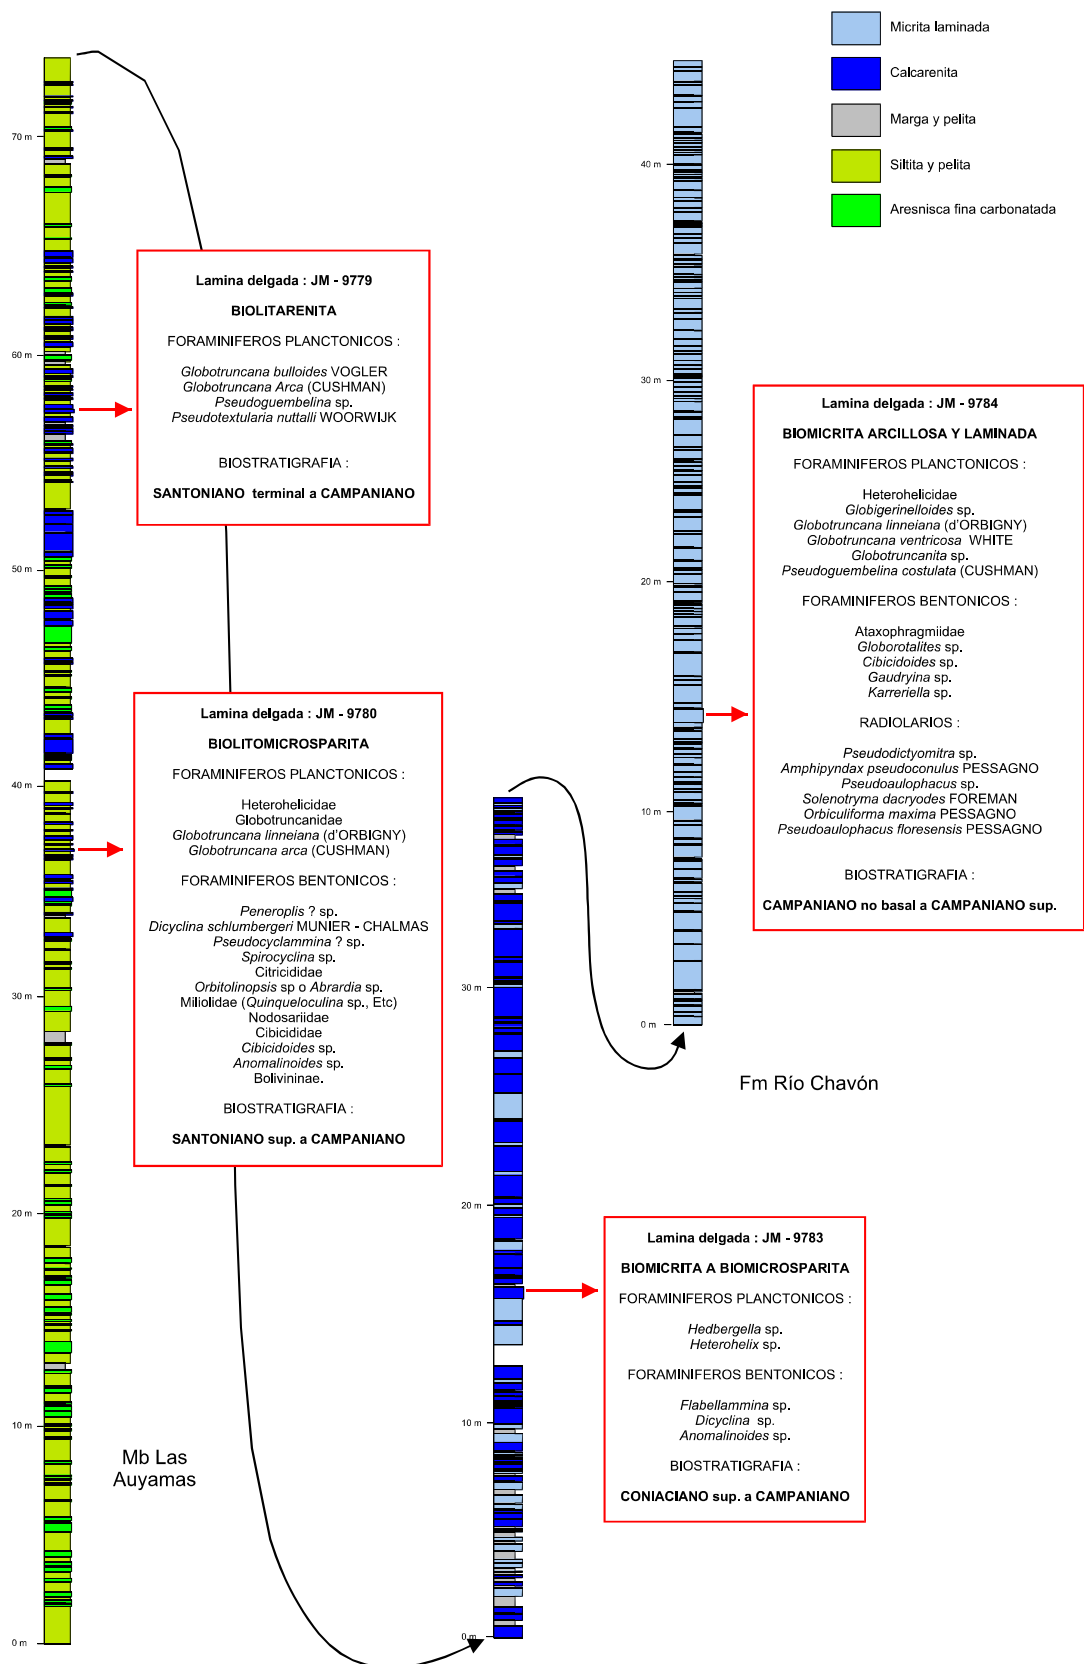 Micrita laminada
Calcarenita
Marga y pelita
Siltita y pelita
Aresnisca fina carbonatada
70 m
60 m
50 m
40 m
30 m
20 m
10 m
0 m
Mb Las
Auyamas
Lamina delgada : JM - 9779
BIOLITARENITA
FORAMINIFEROS PLANCTONICOS :
Globotruncana bulloides VOGLER
Globotruncana Arca (CUSHMAN)
Pseudoguembelina sp.
Pseudotextularia nuttalli WOORWIJK
BIOSTRATIGRAFIA :
SANTONIANO terminal a CAMPANIANO
Lamina delgada : JM - 9780
BIOLITOMICROSPARITA
FORAMINIFEROS PLANCTONICOS :
Heterohelicidae
Globotruncanidae
Globotruncana linneiana (d'ORBIGNY)
Globotruncana arca (CUSHMAN)
FORAMINIFEROS BENTONICOS :
Peneroplis ? sp.
Dicyclina schlumbergeri MUNIER - CHALMAS
Pseudocyclammina ? sp.
Spirocyclina sp.
Citricididae
Orbitolinopsis sp o Abrardia sp.
Miliolidae (Quinqueloculina sp., Etc)
Nodosariidae
Cibicididae
Cibicidoides sp.
Anomalinoides sp.
Bolivininae.
BIOSTRATIGRAFIA :
SANTONIANO sup. a CAMPANIANO
30 m
20 m
10 m
0 m
Lamina delgada : JM - 9783
BIOMICRITA A BIOMICROSPARITA
FORAMINIFEROS PLANCTONICOS :
Hedbergella sp.
Heterohelix sp.
FORAMINIFEROS BENTONICOS :
Flabellammina sp.
Dicyclina sp.
Anomalinoides sp.
BIOSTRATIGRAFIA :
CONIACIANO sup. a CAMPANIANO
40 m
30 m
20 m
10 m
0 m
Fm Río Chavón
Lamina delgada : JM - 9784
BIOMICRITA ARCILLOSA Y LAMINADA
FORAMINIFEROS PLANCTONICOS :
Heterohelicidae
Globigerinelloides sp.
Globotruncana linneiana (d'ORBIGNY)
Globotruncana ventricosa WHITE
Globotruncanita sp.
Pseudoguembelina costulata (CUSHMAN)
FORAMINIFEROS BENTONICOS :
Ataxophragmiidae
Globorotalites sp.
Cibicidoides sp.
Gaudryina sp.
Karreriella sp.
RADIOLARIOS :
Pseudodictyomitra sp.
Amphipyndax pseudoconulus PESSAGNO
Pseudoaulophacus sp.
Solenotryma dacryodes FOREMAN
Orbiculiforma maxima PESSAGNO
Pseudoaulophacus floresensis PESSAGNO
BIOSTRATIGRAFIA :
CAMPANIANO no basal a CAMPANIANO sup.